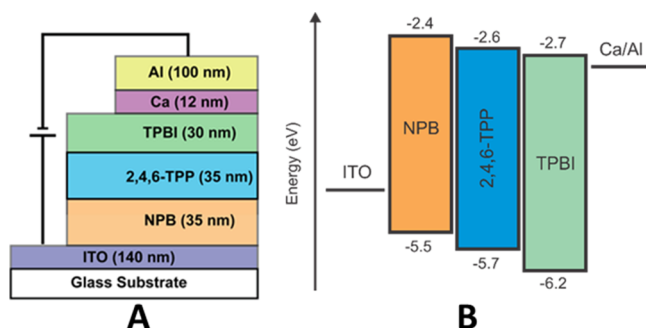 Al (100 nm)
Ca (12 nm)
TPBI (30 nm)
2,4,6-TPP (35 nm)
NPB (35 nm)
ITO (140 nm)
Glass Substrate
A
Energy (eV)
ITO
-2.4
NPB
-5.5
-2.6
2,4,6-TPP
-5.7
-2.7
TPBI
-6.2
Ca/Al
B